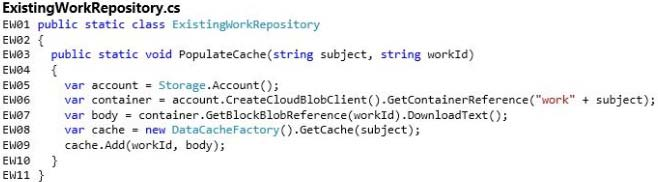 ExistingWorkRepository.cs
EW01 public static class ExistingWorkRepository
EW02 {
EW03   public static void PopulateCache(string subject, string workId)
EW04   {
EW05     var account = Storage.Account();
EW06     var container = account.CreateCloudBlobClient().GetContainerReference("work" + subject);
EW07     var body = container.GetBlockBlobReference(workId).DownloadText();
EW08     var cache = new DataCacheFactory().GetCache(subject);
EW09     cache.Add(workId, body);
EW10   }
EW11 }